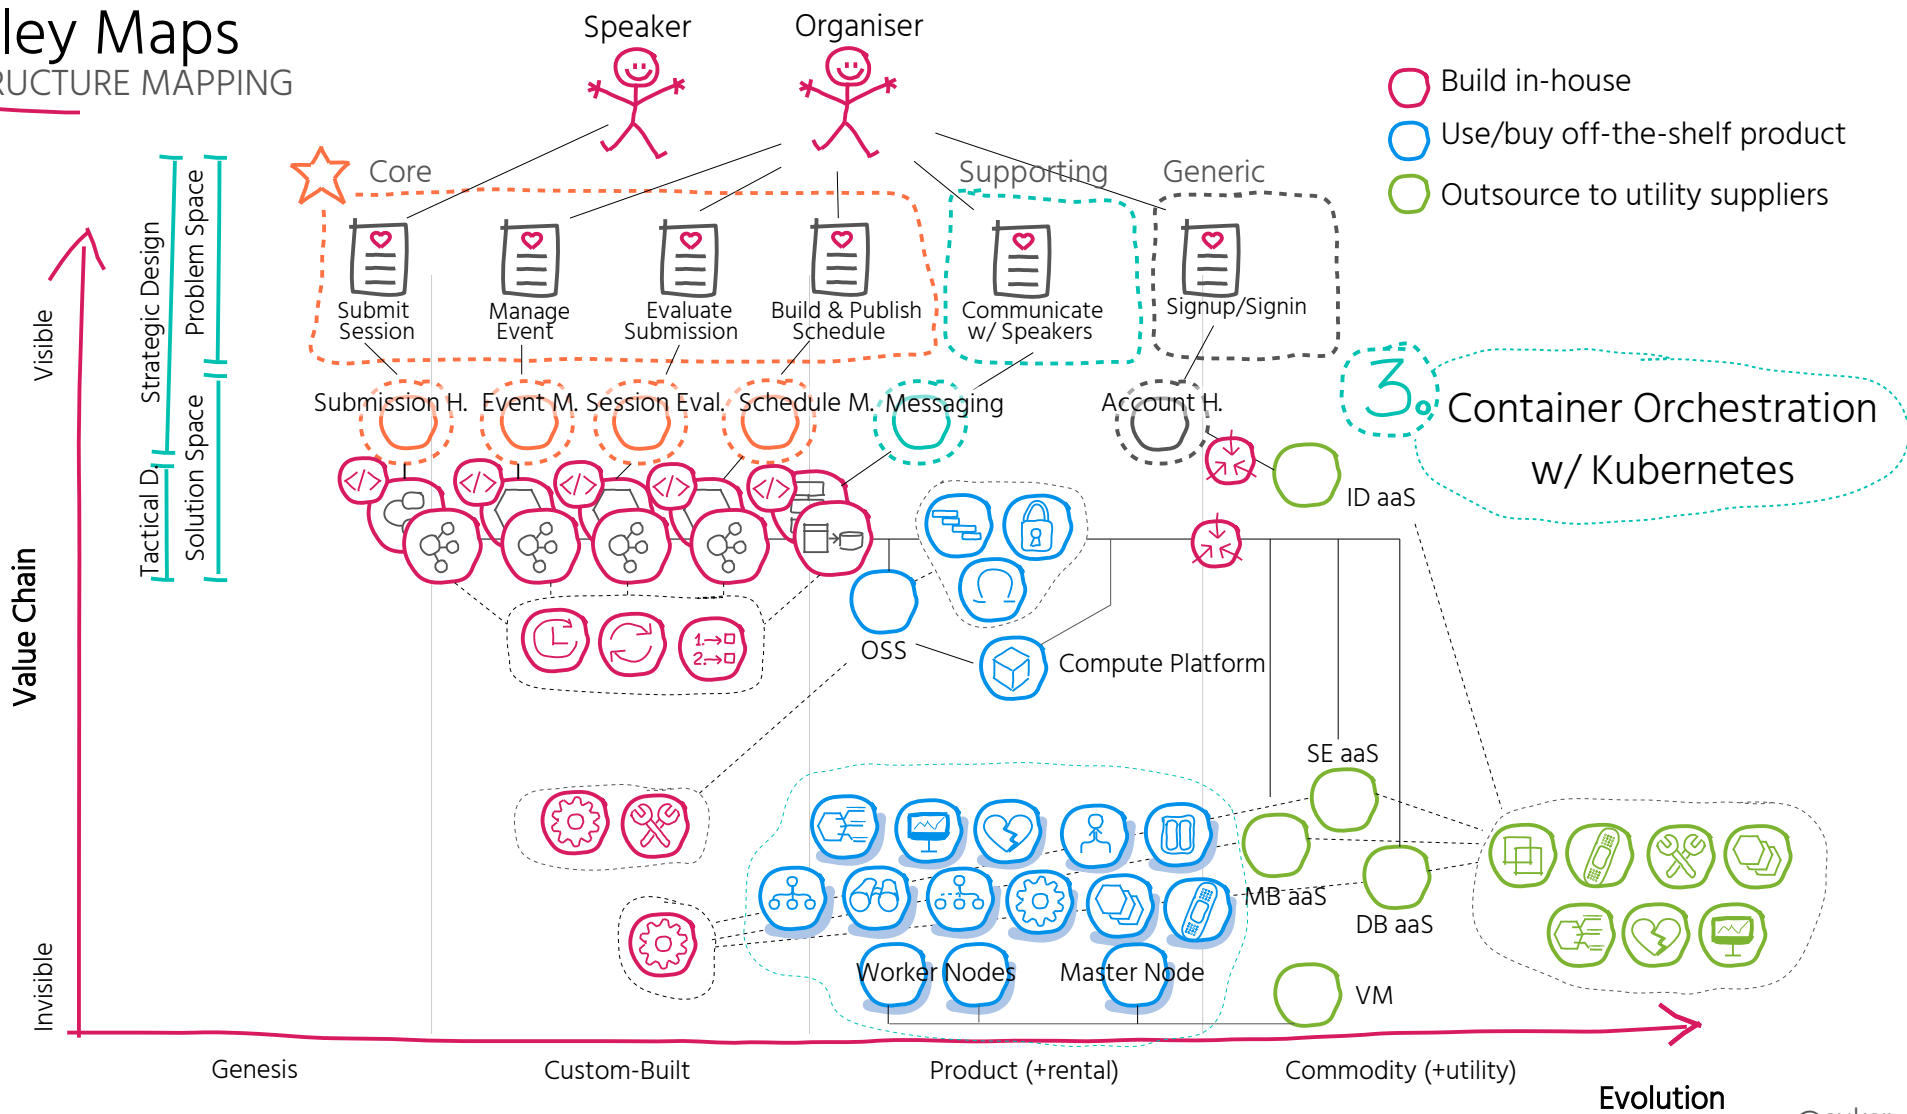 ley Maps
RUCTURE MAPPING
Speaker
Organiser
Build in-house
Use/buy off-the-shelf product
Outsource to utility suppliers
Core
Supporting
Generic
Strategic Design
Problem Space
Tactical D.
Solution Space
Visible
Value Chain
Invisible
Submit
Session
Manage
Event
Evaluate
Submission
Build & Publish
Schedule
Communicate
w/ Speakers
Signup/Signin
3.
Container Orchestration
w/ Kubernetes
Submission H.
Event M.
Session Eval.
Schedule M.
Messaging
Account H.
</>
</>
</>
</>
</>
ID aaS
1.→
2.→
OSS
Compute Platform
SE aaS
MB aaS
DB aaS
Worker Nodes
Master Node
VM
Genesis
Custom-Built
Product (+rental)
Commodity (+utility)
Evolution